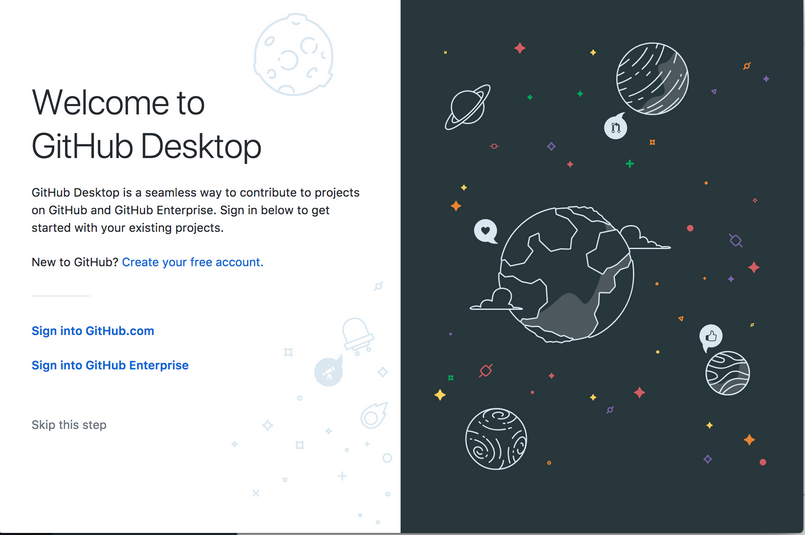 Welcome to
GitHub Desktop
GitHub Desktop is a seamless way to contribute to projects
on GitHub and GitHub Enterprise. Sign in below to get
started with your existing projects.
New to GitHub? Create your free account.
Sign into GitHub.com
Sign into GitHub Enterprise
Skip this step